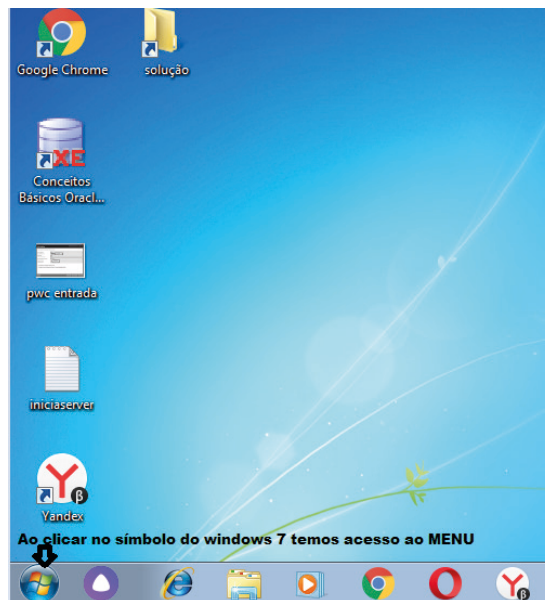 Google Chrome
solução
XE
Conceitos
Básicos Oracl...
pwc entrada
iniciaserver
Y β
Yandex
Ao clicar no símbolo do windows 7 temos acesso ao MENU
Y β